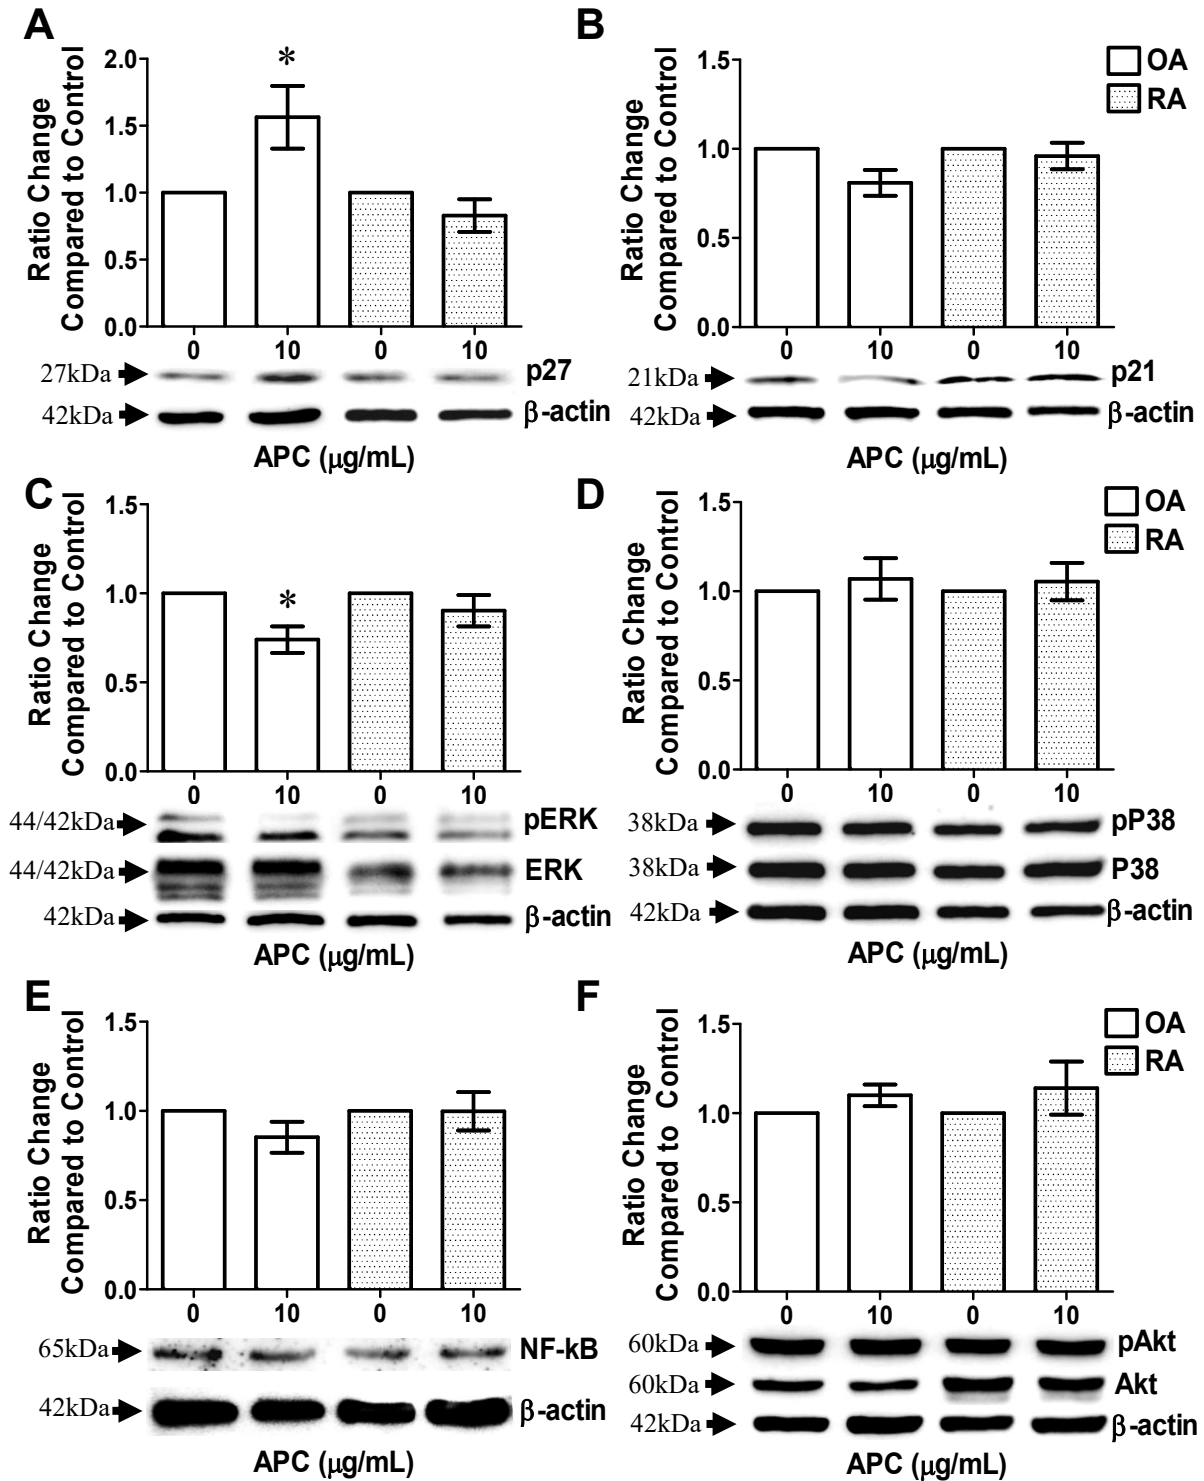 A
Ratio Change
Compared to Control
2.0
1.5
1.0
0.5
0.0
*
0 10 0 10
27kDa p27
42kDa β-actin
APC (μg/mL)
B
Ratio Change
Compared to Control
1.5
1.0
0.5
0.0
OA
RA
0 10 0 10
21kDa p21
42kDa β-actin
APC (μg/mL)
C
Ratio Change
Compared to Control
1.5
1.0
0.5
0.0
*
0 10 0 10
44/42kDa pERK
44/42kDa ERK
42kDa β-actin
APC (μg/mL)
D
Ratio Change
Compared to Control
1.5
1.0
0.5
0.0
OA
RA
0 10 0 10
38kDa pP38
38kDa P38
42kDa β-actin
APC (μg/mL)
E
Ratio Change
Compared to Control
1.5
1.0
0.5
0.0
0 10 0 10
65kDa NF-kB
42kDa β-actin
APC (μg/mL)
F
Ratio Change
Compared to Control
1.5
1.0
0.5
0.0
OA
RA
0 10 0 10
60kDa pAkt
60kDa Akt
42kDa β-actin
APC (μg/mL)